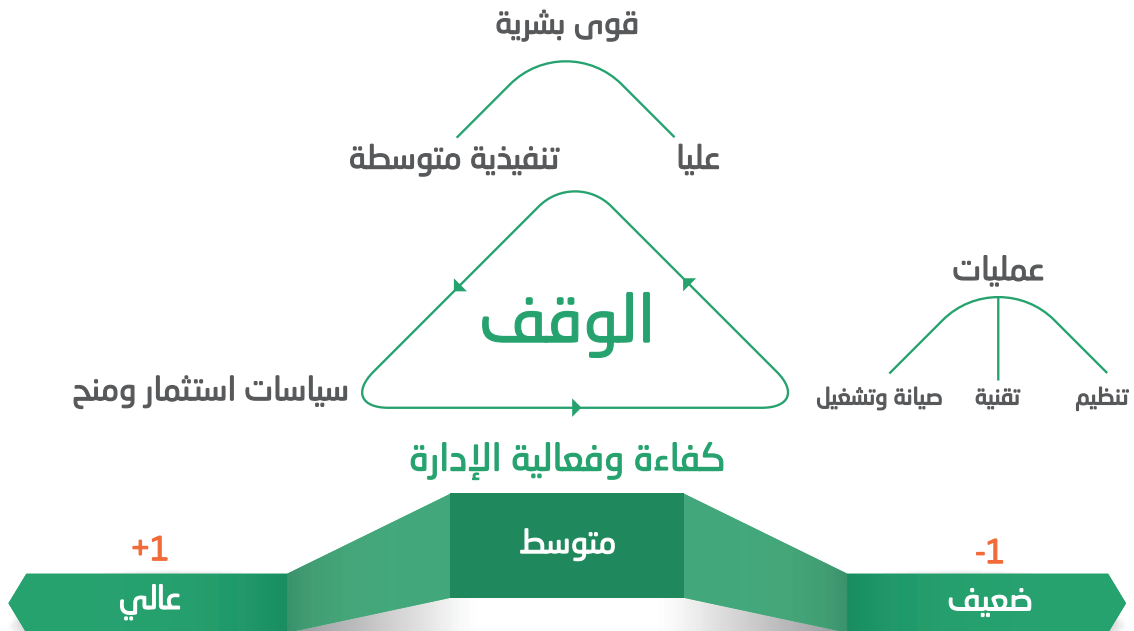 قوى بشرية
عليا
تنفيذية متوسطة
الوقف
عمليات
تنظيم
تقنية
صيانة وتشغيل
سياسات استثمار ومنح
كفاءة وفعالية الإدارة
متوسط
-1
+1
ضعيف
عالي